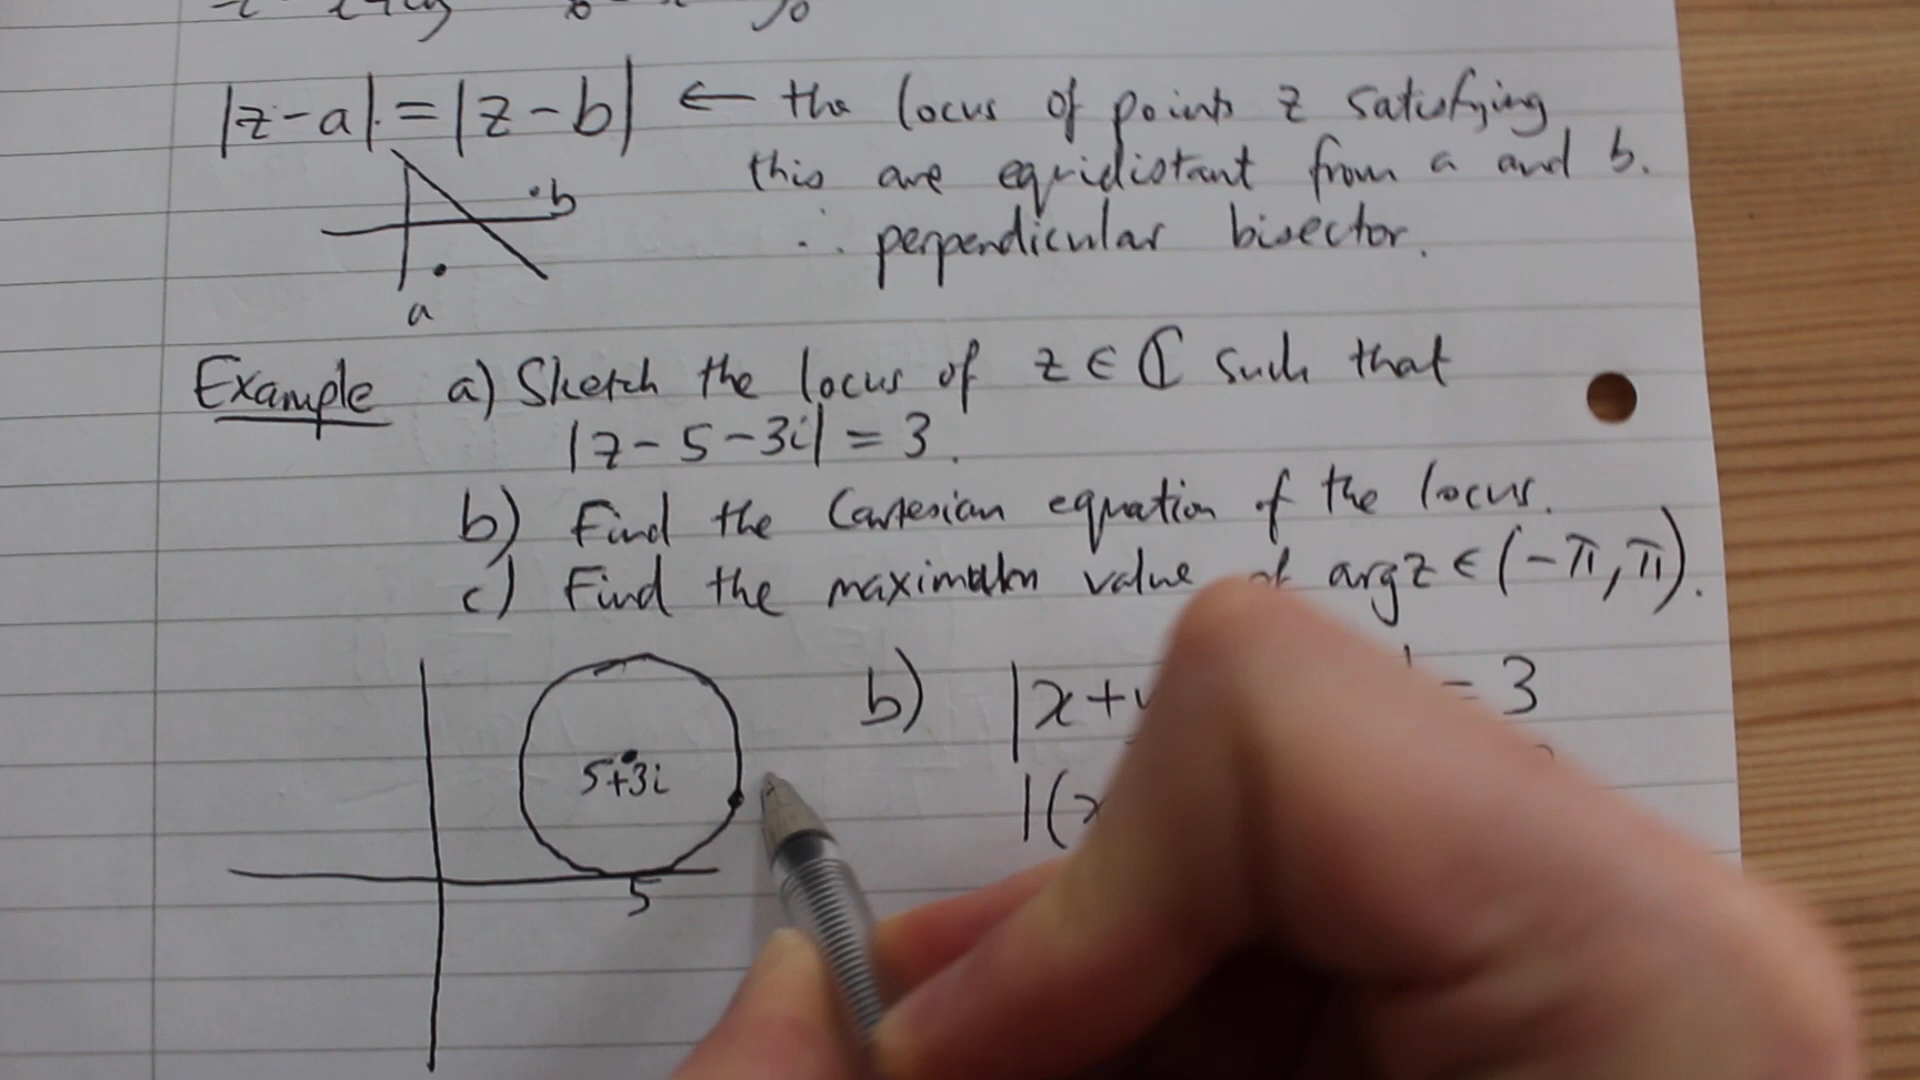 |z-a| = |z-b| ← the locus of points z satisfying
this are equidistant from a and b.
∴ perpendicular bisector.
b
a
Example a) Sketch the locus of z ∈ ℂ such that
|z - 5 - 3i| = 3.
b) Find the Cartesian equation of the locus.
c) Find the maximum value of arg z ∈ (-π, π).
b) |x+ = 3
5+3i
|(x
5